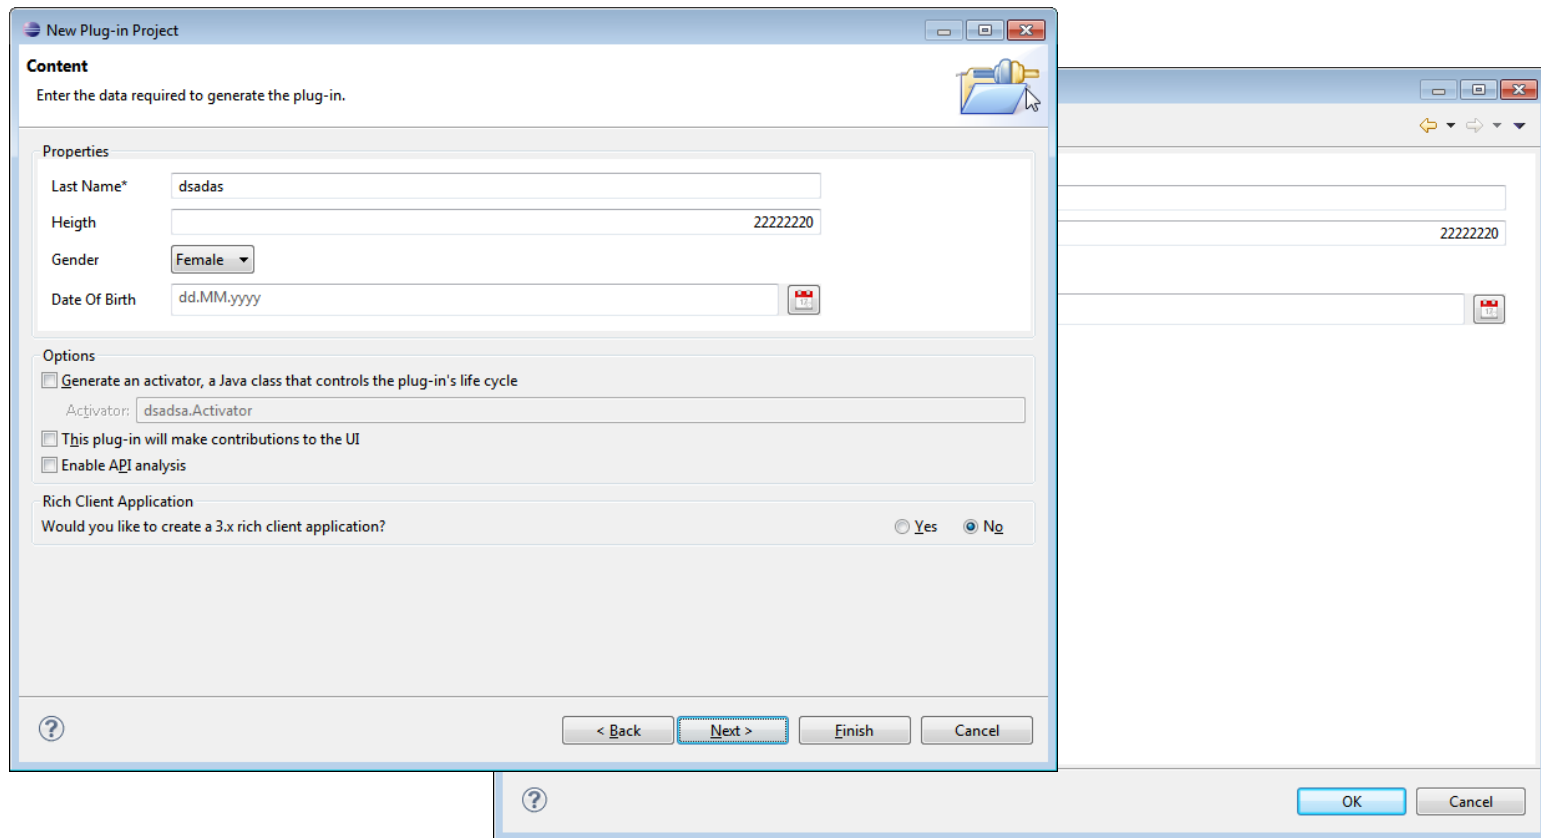 New Plug-in Project
Content
Enter the data required to generate the plug-in.
Properties
Last Name* dsadas
Heigth 22222220
Gender Female
Date Of Birth dd.MM.yyyy
Options
Generate an activator, a Java class that controls the plug-in's life cycle
Activator: dsadsa.Activator
This plug-in will make contributions to the UI
Enable API analysis
Rich Client Application
Would you like to create a 3.x rich client application? Yes No
< Back Next > Finish Cancel
22222220
OK Cancel